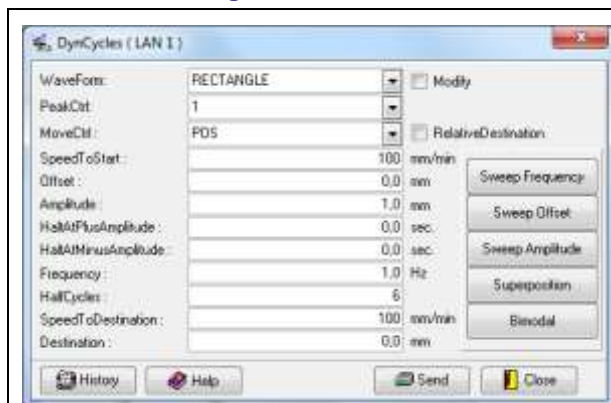 DynCycles ( LAN 1 )
WaveForm: RECTANGLE Modify
PeakCtrl: 1
MoveCtrl: POS RelativeDestination
SpeedToStart : 100 mm/min
Offset : 0,0 mm Sweep Frequency
Amplitude : 1,0 mm Sweep Offset
HaltAtPlusAmplitude : 0,0 sec.
HaltAtMinusAmplitude : 0,0 sec. Sweep Amplitude
Frequency : 1,0 Hz Superposition
HalfCycles : 6
SpeedToDestination : 100 mm/min Bimodal
Destination : 0,0 mm
History Help Send Close